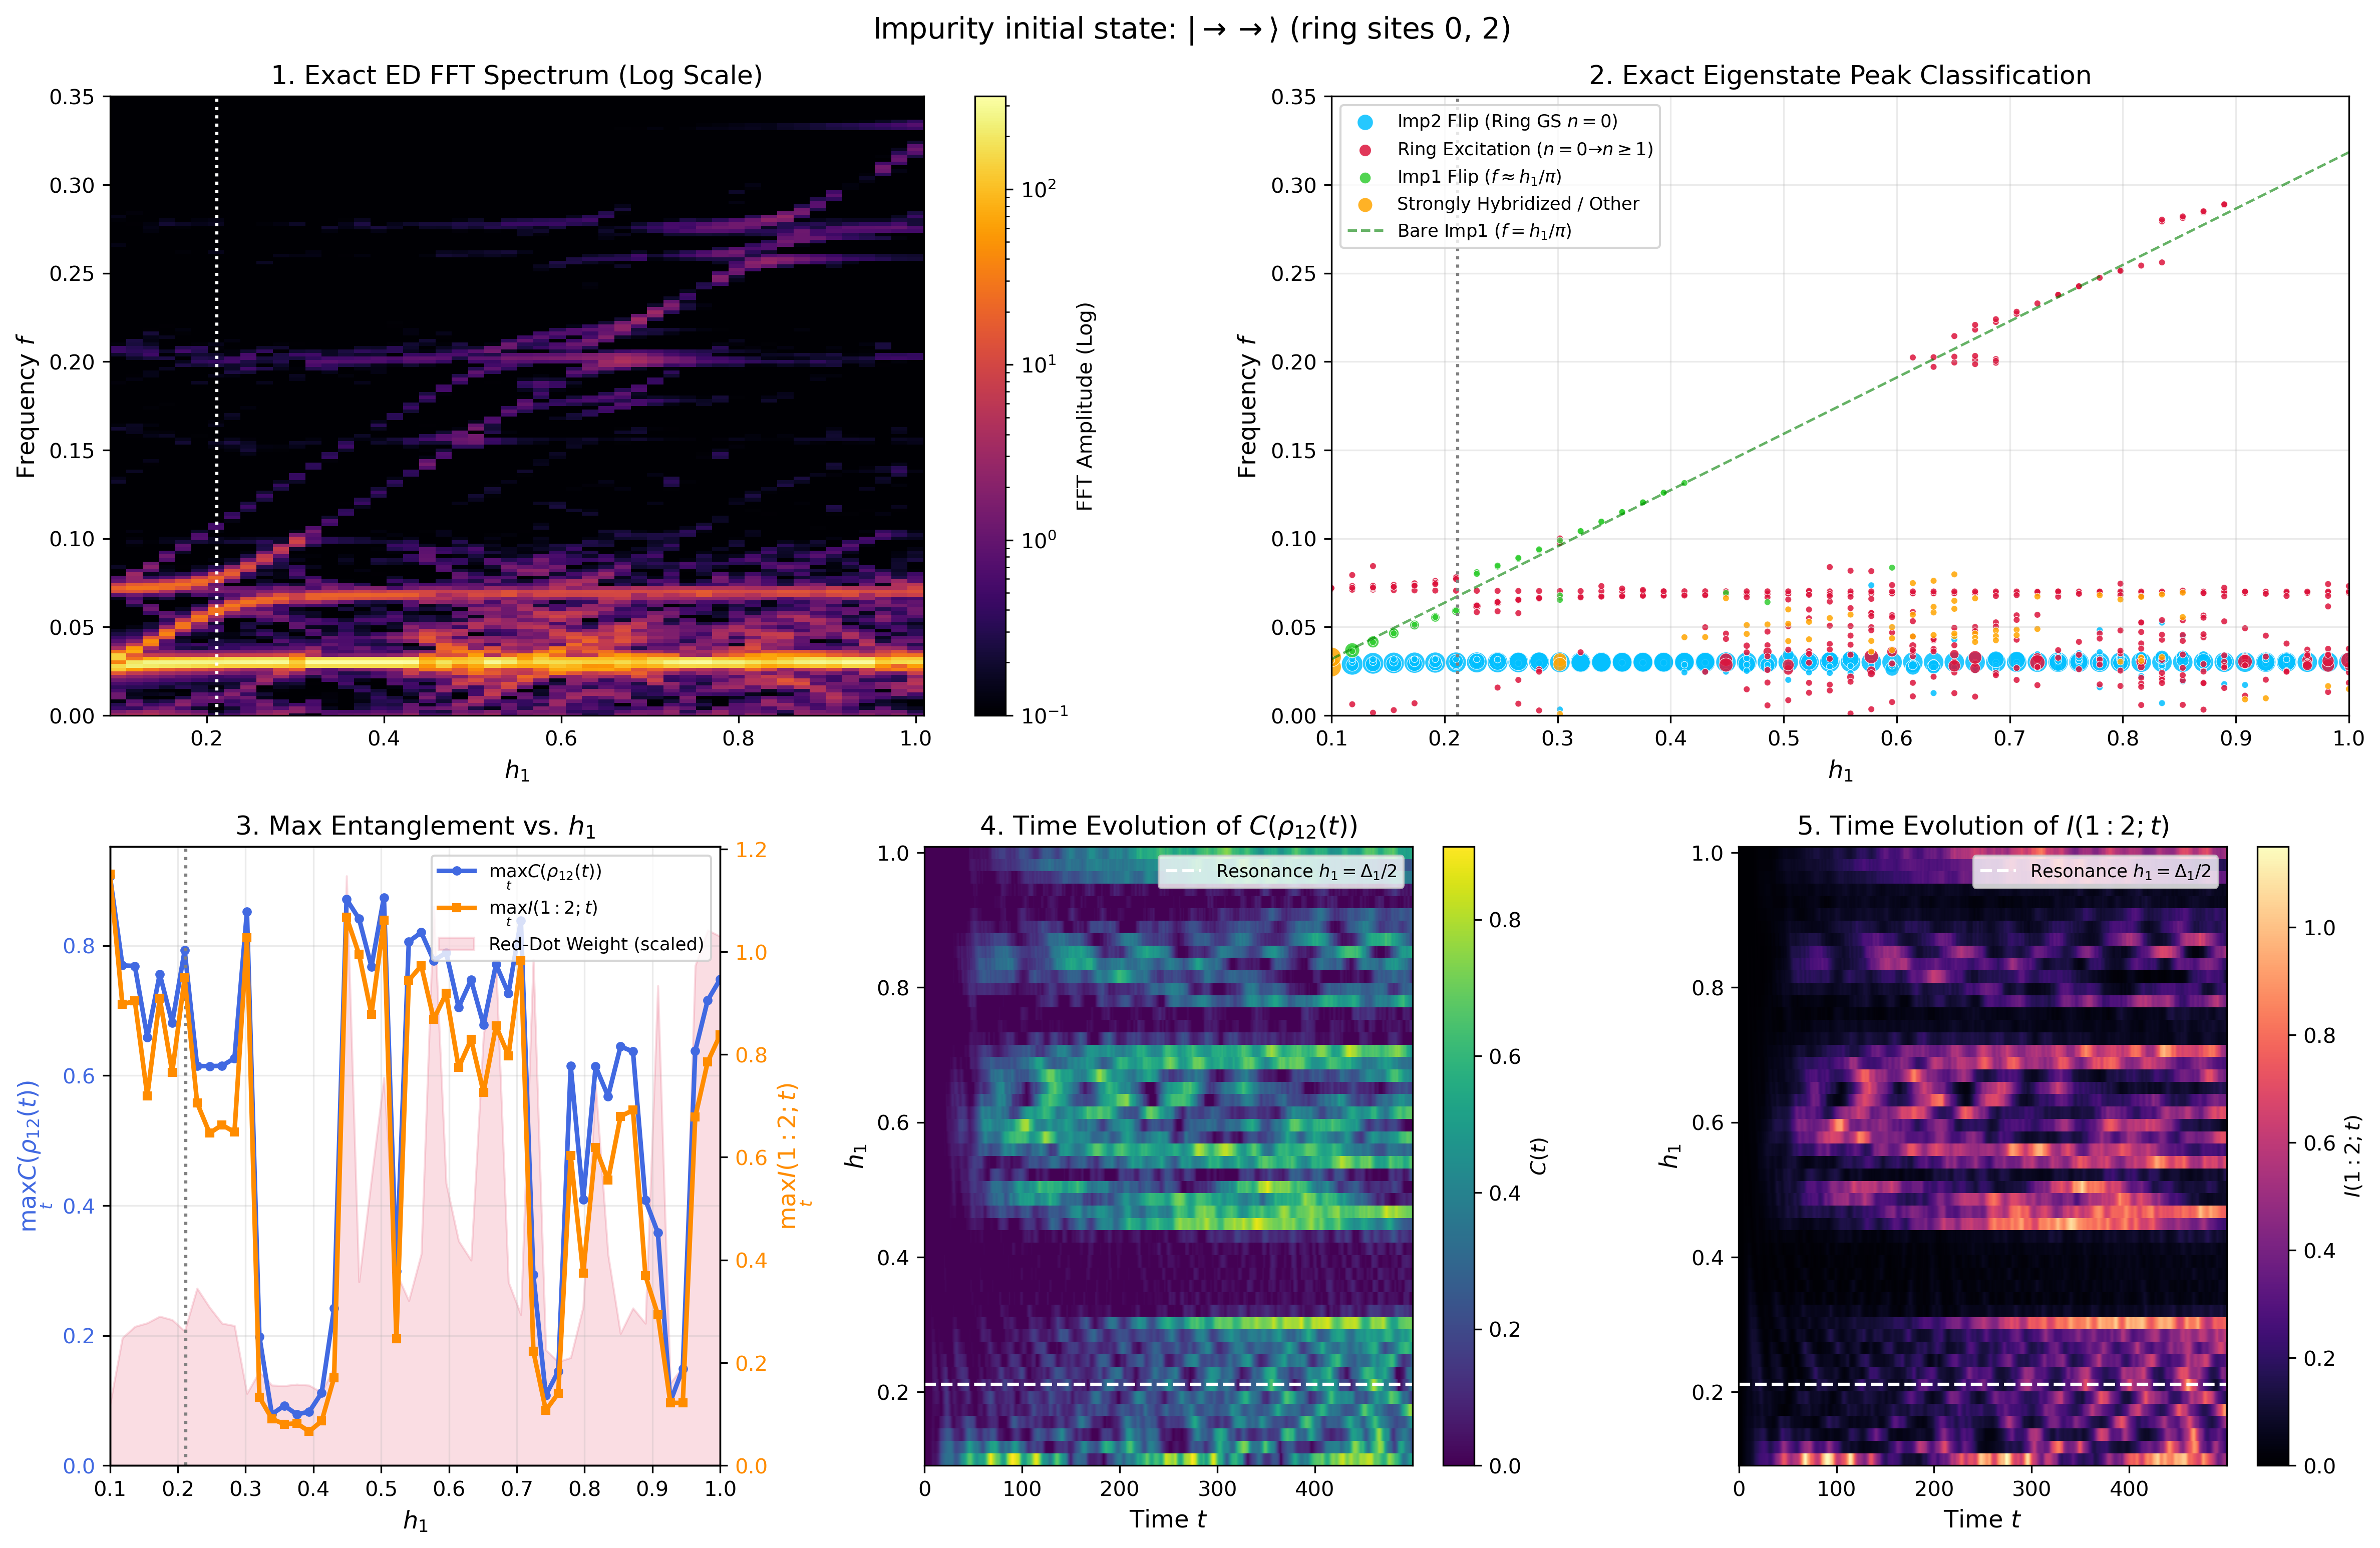 Impurity initial state: |→→⟩ (ring sites 0, 2)
1. Exact ED FFT Spectrum (Log Scale)
Frequency f
0.35
0.30
0.25
0.20
0.15
0.10
0.05
0.00
0.2
0.4
0.6
0.8
1.0
h₁
10²
10¹
10⁰
10⁻¹
FFT Amplitude (Log)
2. Exact Eigenstate Peak Classification
Frequency f
0.35
0.30
0.25
0.20
0.15
0.10
0.05
0.00
Imp2 Flip (Ring GS n = 0)
Ring Excitation (n = 0→n ≥ 1)
Imp1 Flip (f ≈ h₁/π)
Strongly Hybridized / Other
Bare Imp1 (f = h₁/π)
0.1
0.2
0.3
0.4
0.5
0.6
0.7
0.8
0.9
1.0
h₁
3. Max Entanglement vs. h₁
max C(ρ₁₂(t))
t
0.8
0.6
0.4
0.2
0.0
max C(ρ₁₂(t))
t
max I(1 : 2; t)
t
Red-Dot Weight (scaled)
0.1
0.2
0.3
0.4
0.5
0.6
0.7
0.8
0.9
1.0
h₁
1.2
1.0
0.8
0.6
0.4
0.2
0.0
max I(1 : 2; t)
t
4. Time Evolution of C(ρ₁₂(t))
h₁
1.0
0.8
0.6
0.4
0.2
Resonance h₁ = Δ₁/2
0
100
200
300
400
Time t
0.8
0.6
0.4
0.2
0.0
C(t)
5. Time Evolution of I(1 : 2; t)
h₁
1.0
0.8
0.6
0.4
0.2
Resonance h₁ = Δ₁/2
0
100
200
300
400
Time t
1.0
0.8
0.6
0.4
0.2
0.0
I(1 : 2; t)